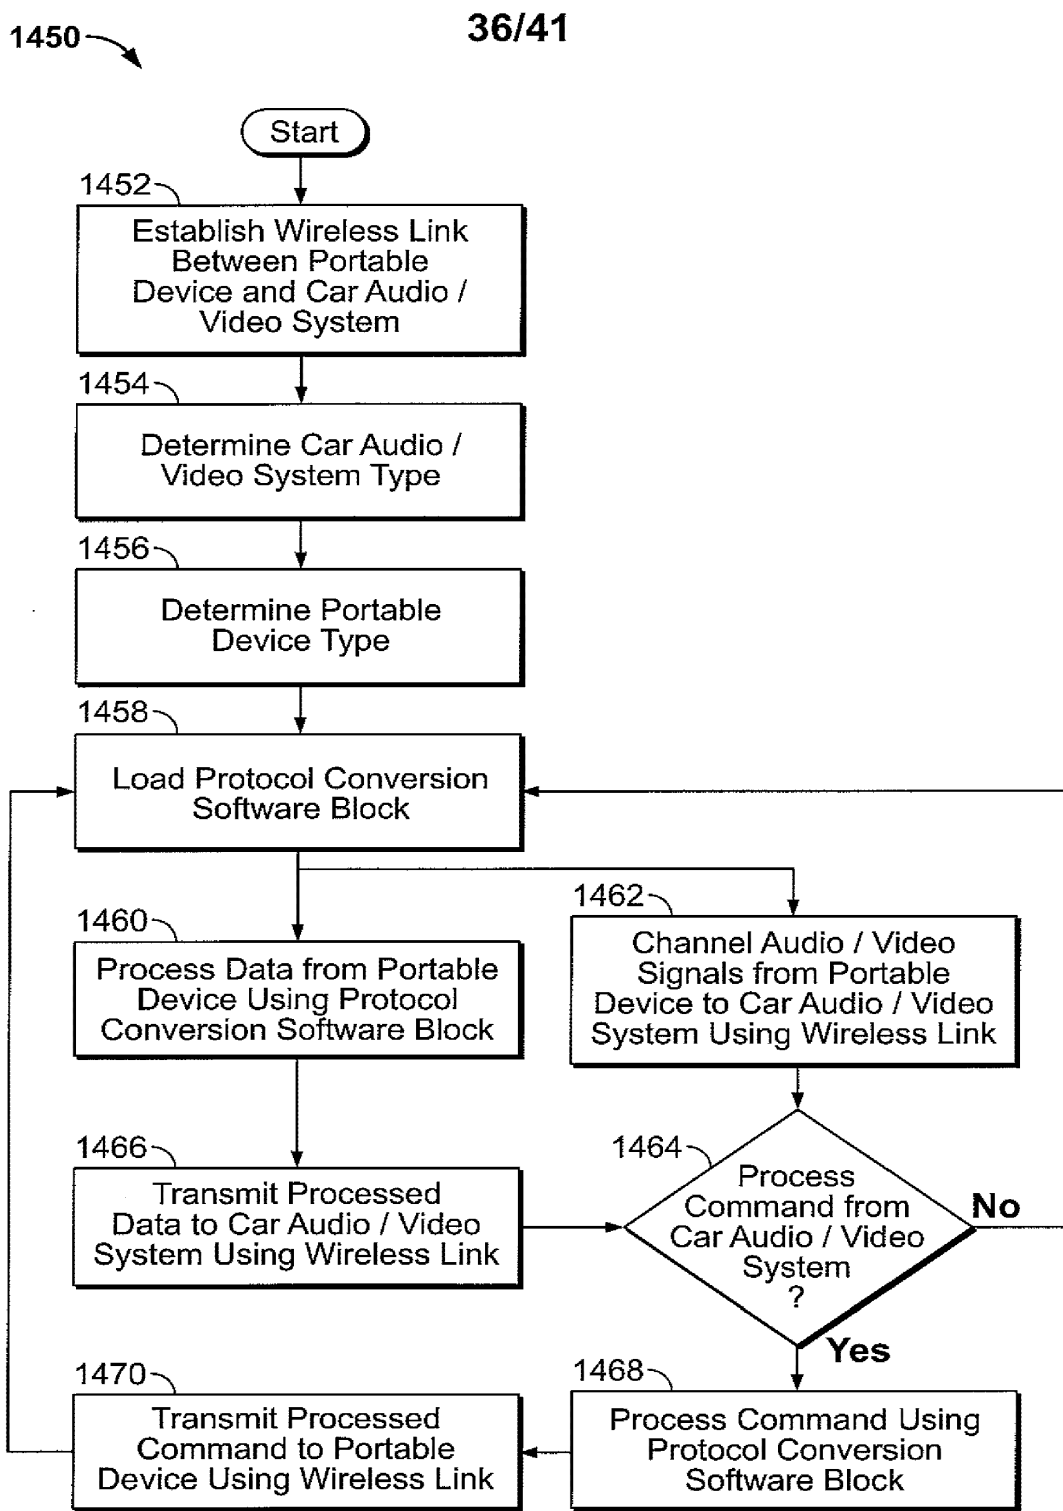 36/41
1450
Start
1452
Establish Wireless Link
Between Portable
Device and Car Audio /
Video System
1454
Determine Car Audio /
Video System Type
1456
Determine Portable
Device Type
1458
Load Protocol Conversion
Software Block
1460
Process Data from Portable
Device Using Protocol
Conversion Software Block
1462
Channel Audio / Video
Signals from Portable
Device to Car Audio / Video
System Using Wireless Link
1466
Transmit Processed
Data to Car Audio / Video
System Using Wireless Link
1464
Process
Command from
Car Audio / Video
System
?
No
Yes
1470
Transmit Processed
Command to Portable
Device Using Wireless Link
1468
Process Command Using
Protocol Conversion
Software Block